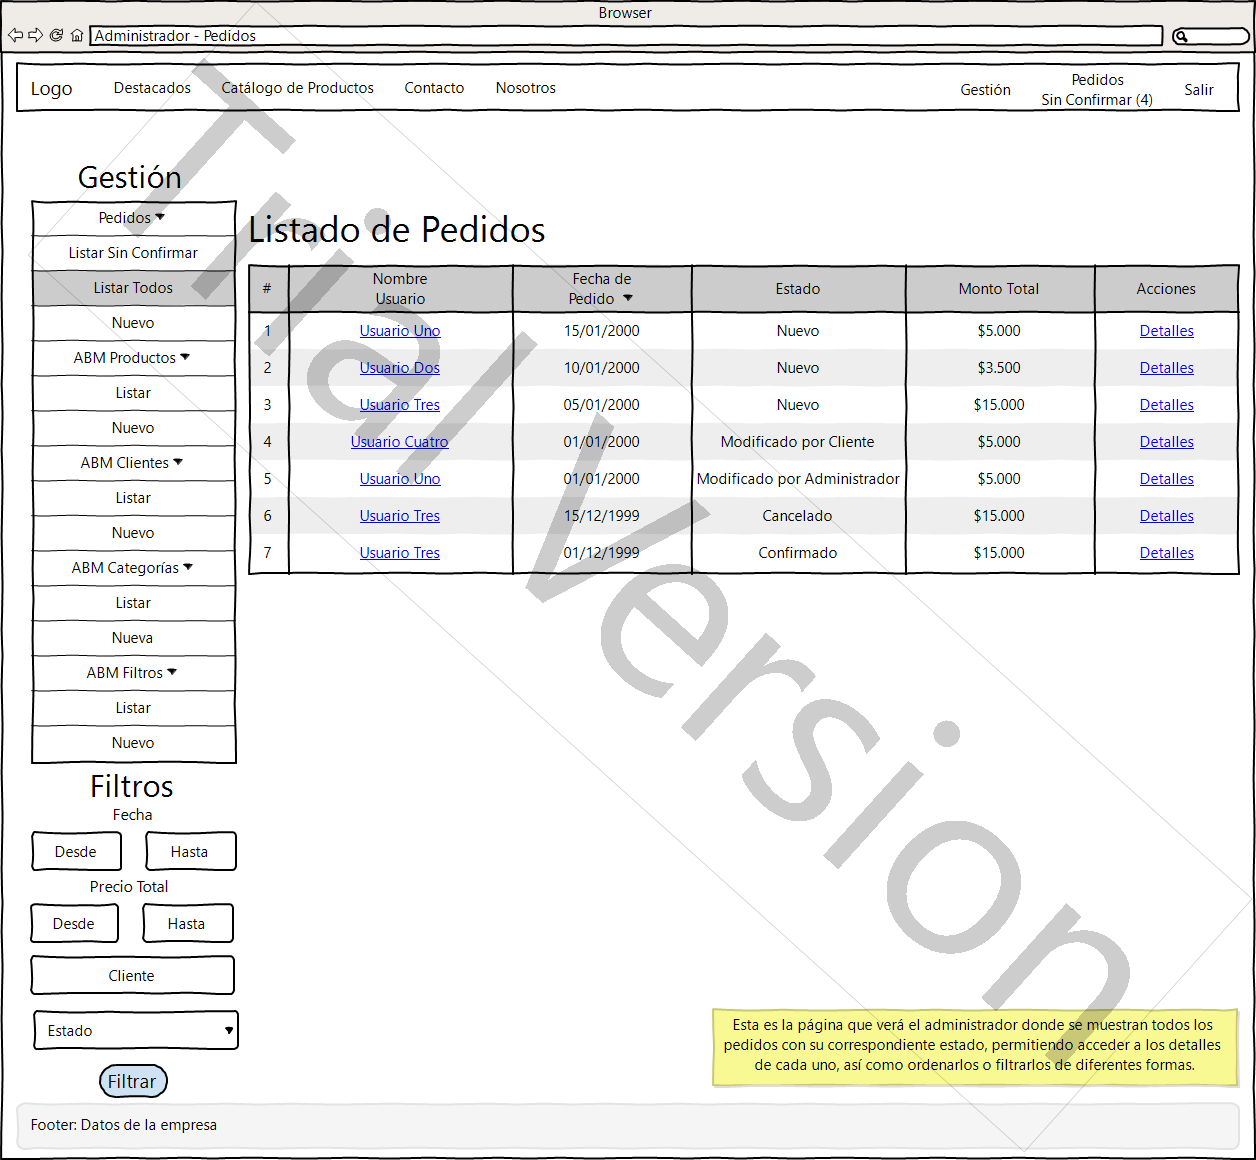 Browser
Administrador - Pedidos
Logo Destacados Catálogo de Productos Contacto Nosotros Gestión Pedidos Sin Confirmar (4) Salir
Gestión
Pedidos
Listar Sin Confirmar
Listar Todos
Nuevo
ABM Productos
Listar
Nuevo
ABM Clientes
Listar
Nuevo
ABM Categorías
Listar
Nueva
ABM Filtros
Listar
Nuevo
Filtros
Fecha
Desde Hasta
Precio Total
Desde Hasta
Cliente
Estado
Filtrar
Listado de Pedidos
# Nombre Usuario Fecha de Pedido Estado Monto Total Acciones
1 Usuario Uno 15/01/2000 Nuevo $5.000 Detalles
2 Usuario Dos 10/01/2000 Nuevo $3.500 Detalles
3 Usuario Tres 05/01/2000 Nuevo $15.000 Detalles
4 Usuario Cuatro 01/01/2000 Modificado por Cliente $5.000 Detalles
5 Usuario Uno 01/01/2000 Modificado por Administrador $5.000 Detalles
6 Usuario Tres 15/12/1999 Cancelado $15.000 Detalles
7 Usuario Tres 01/12/1999 Confirmado $15.000 Detalles
Esta es la página que verá el administrador donde se muestran todos los
pedidos con su correspondiente estado, permitiendo acceder a los detalles
de cada uno, así como ordenarlos o filtrarlos de diferentes formas.
Footer: Datos de la empresa
Trial Version